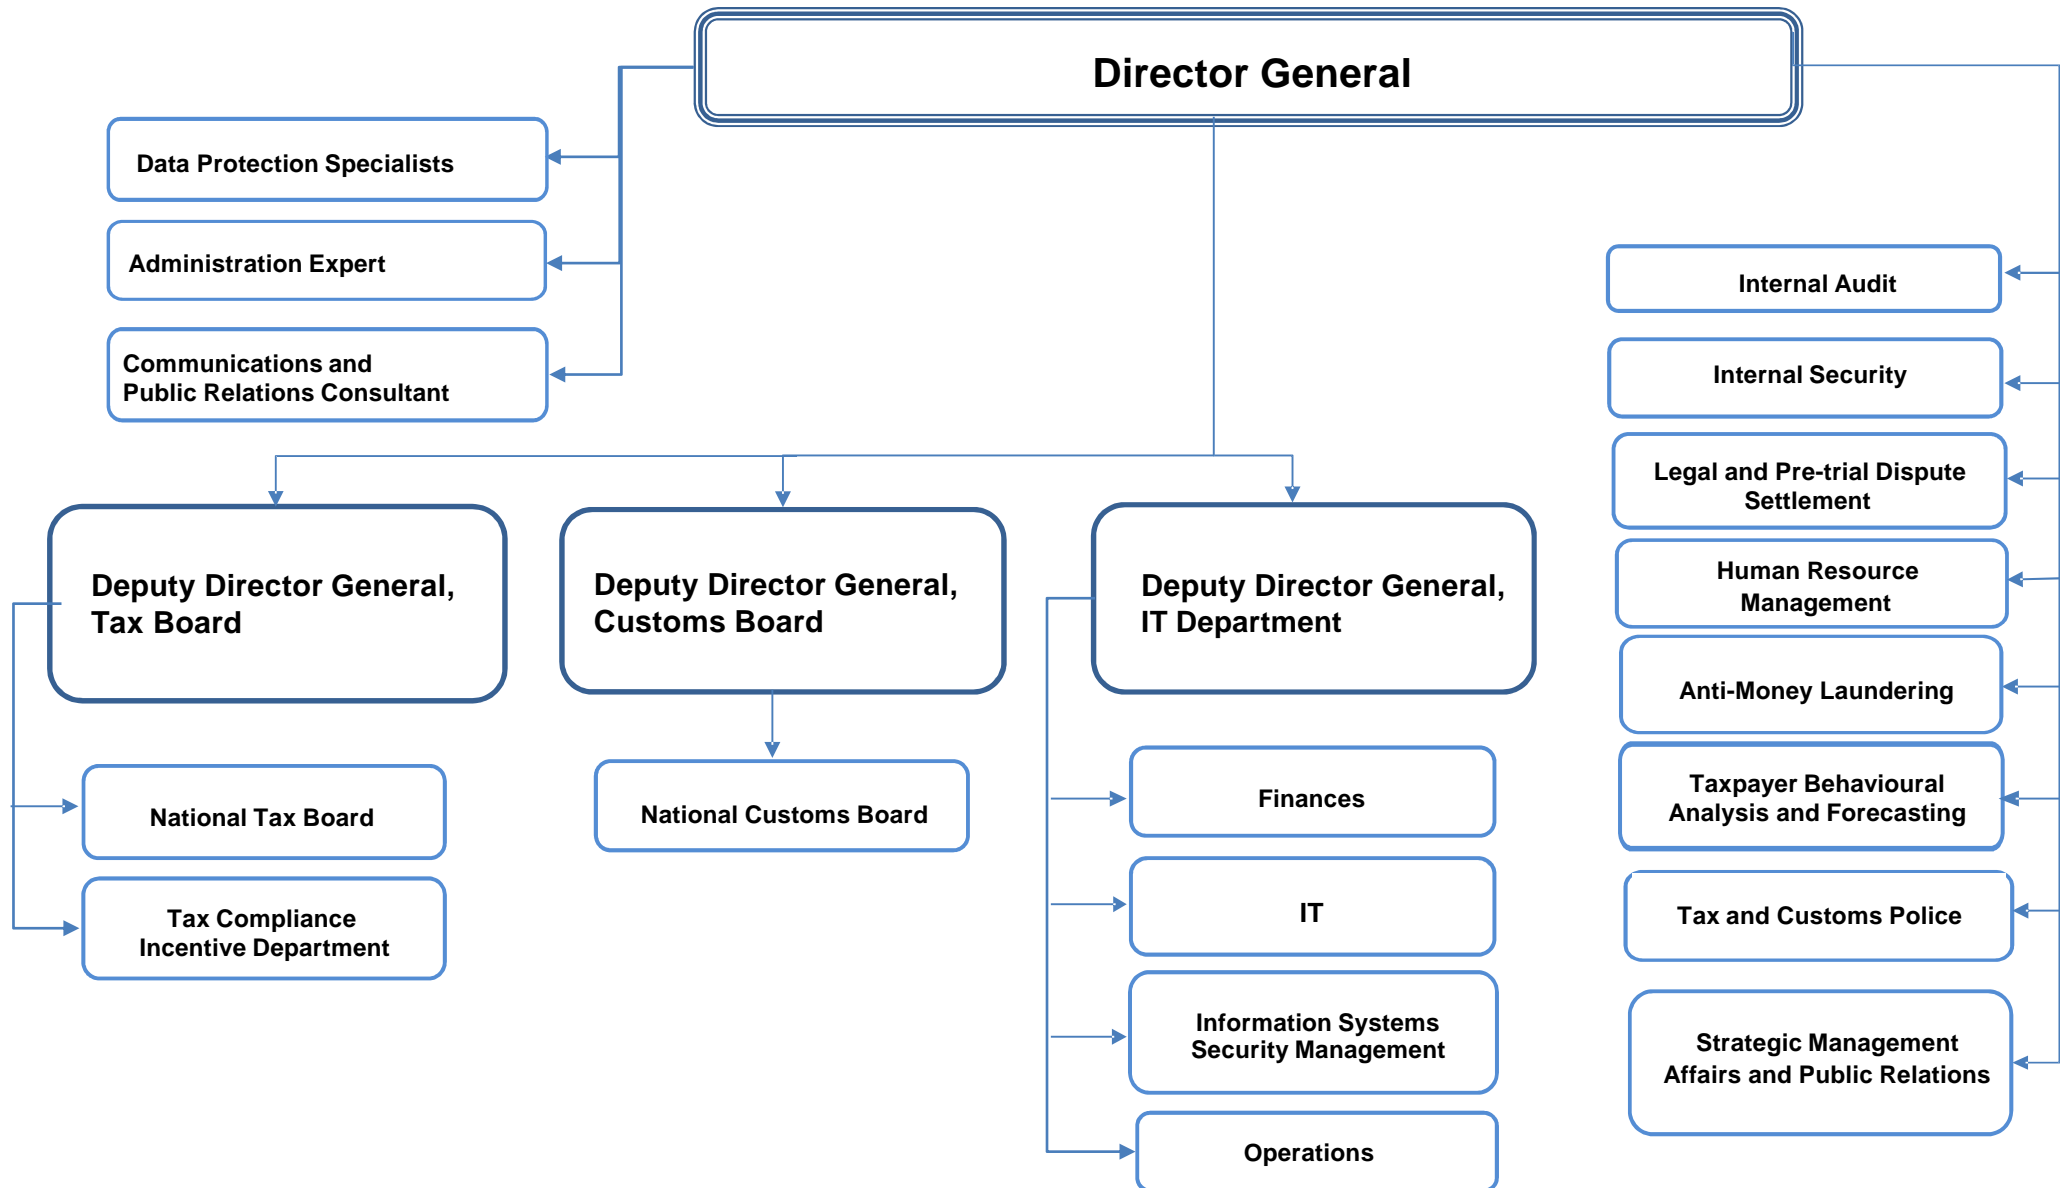 Director General
Data Protection Specialists
Administration Expert
Communications and
Public Relations Consultant
Deputy Director General,
Tax Board
National Tax Board
Tax Compliance
Incentive Department
Deputy Director General,
Customs Board
National Customs Board
Deputy Director General,
IT Department
Finances
IT
Information Systems
Security Management
Operations
Internal Audit
Internal Security
Legal and Pre-trial Dispute
Settlement
Human Resource
Management
Anti-Money Laundering
Taxpayer Behavioural
Analysis and Forecasting
Tax and Customs Police
Strategic Management
Affairs and Public Relations